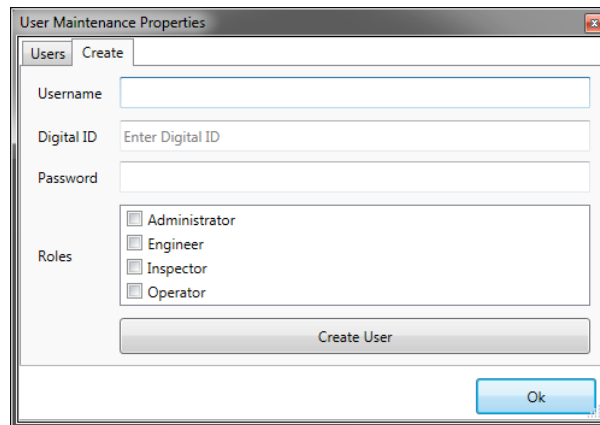 User Maintenance Properties
x
Users Create
Username
Digital ID Enter Digital ID
Password
Administrator
Engineer
Roles
Inspector
Operator
Create User
Ok